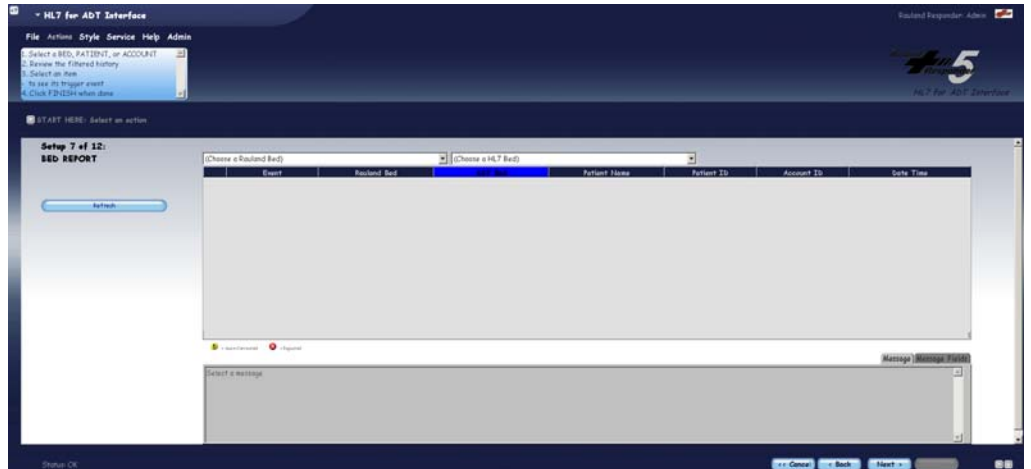 HL7 for ADT Interface
Rauland Responder: Admin
File Actions Style Service Help Admin
1. Select a BED, PATIENT, or ACCOUNT
2. Review the filtered history
3. Select an item
- to see its trigger event
4. Click FINISH when done
5
HL7 for ADT Interface
START HERE: Select an action
Setup 7 of 12:
BED REPORT
(Choose a Rauland Bed) (Choose a HL7 Bed)
Event Rauland Bed Patient Name Patient ID Account ID Date Time
Refresh
Message Message Fields
Select a message
Status: OK
<< Cancel < Back Next >